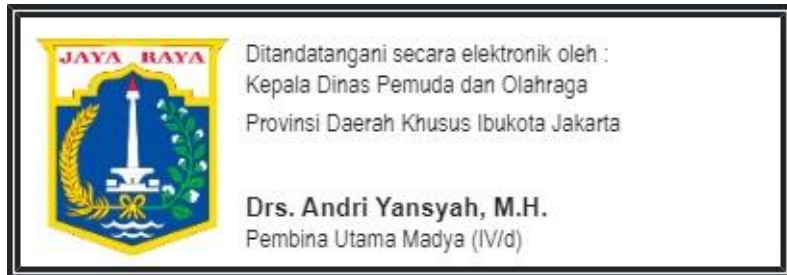 JAYA RAYA
Ditandatangani secara elektronik oleh :
Kepala Dinas Pemuda dan Olahraga
Provinsi Daerah Khusus Ibukota Jakarta
Drs. Andri Yansyah, M.H.
Pembina Utama Madya (IV/d)